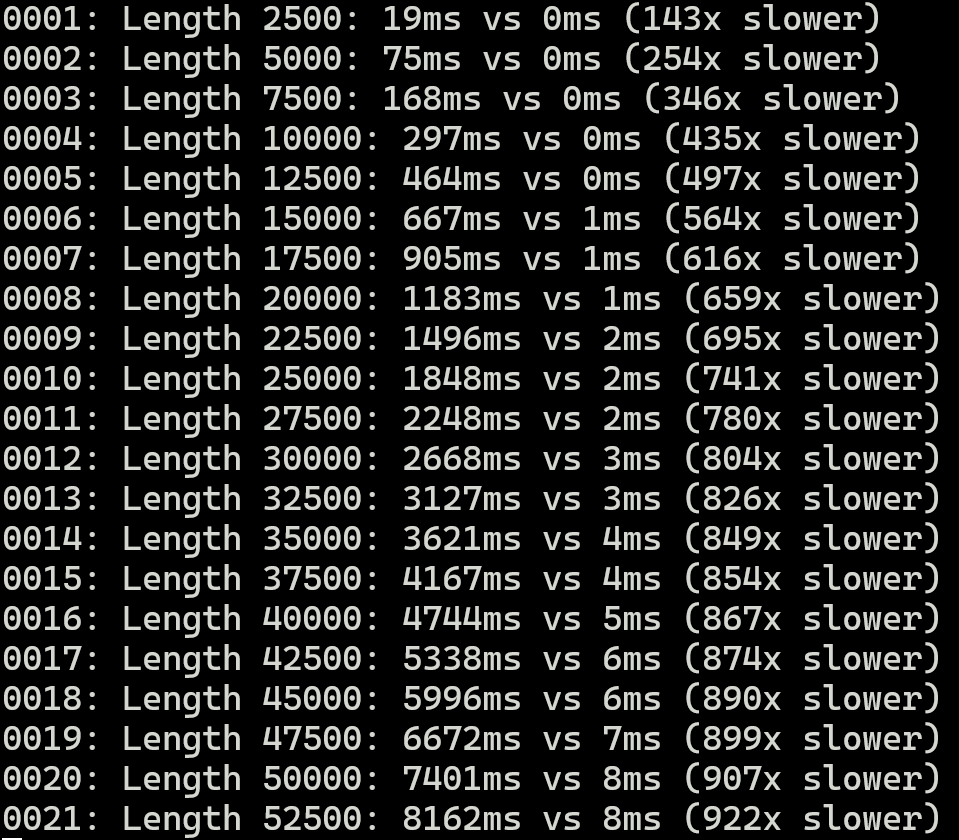 0001: Length 2500: 19ms vs 0ms (143x slower)
0002: Length 5000: 75ms vs 0ms (254x slower)
0003: Length 7500: 168ms vs 0ms (346x slower)
0004: Length 10000: 297ms vs 0ms (435x slower)
0005: Length 12500: 464ms vs 0ms (497x slower)
0006: Length 15000: 667ms vs 1ms (564x slower)
0007: Length 17500: 905ms vs 1ms (616x slower)
0008: Length 20000: 1183ms vs 1ms (659x slower)
0009: Length 22500: 1496ms vs 2ms (695x slower)
0010: Length 25000: 1848ms vs 2ms (741x slower)
0011: Length 27500: 2248ms vs 2ms (780x slower)
0012: Length 30000: 2668ms vs 3ms (804x slower)
0013: Length 32500: 3127ms vs 3ms (826x slower)
0014: Length 35000: 3621ms vs 4ms (849x slower)
0015: Length 37500: 4167ms vs 4ms (854x slower)
0016: Length 40000: 4744ms vs 5ms (867x slower)
0017: Length 42500: 5338ms vs 6ms (874x slower)
0018: Length 45000: 5996ms vs 6ms (890x slower)
0019: Length 47500: 6672ms vs 7ms (899x slower)
0020: Length 50000: 7401ms vs 8ms (907x slower)
0021: Length 52500: 8162ms vs 8ms (922x slower)